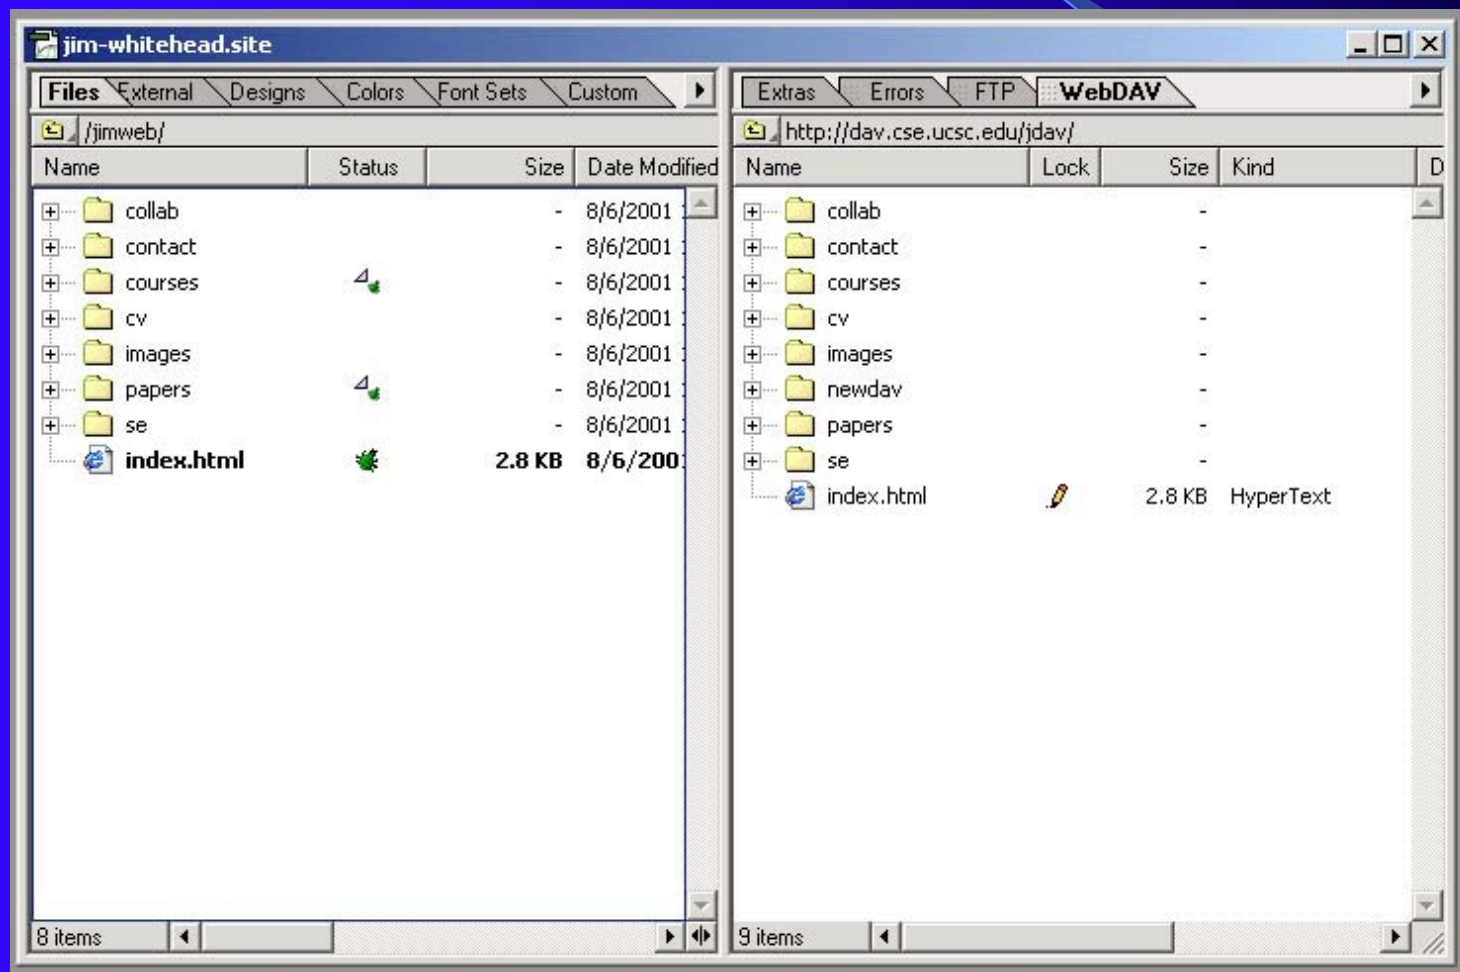 jim-whitehead.site
Files External Designs Colors Font Sets Custom
/jimweb/
Name Status Size Date Modified
collab - 8/6/2001
contact - 8/6/2001
courses - 8/6/2001
cv - 8/6/2001
images - 8/6/2001
papers - 8/6/2001
se - 8/6/2001
index.html 2.8 KB 8/6/200
8 items
Extras Errors FTP WebDAV
http://dav.cse.ucsc.edu/jdav/
Name Lock Size Kind D
collab -
contact -
courses -
cv -
images -
newdav -
papers -
se -
index.html 2.8 KB HyperText
9 items